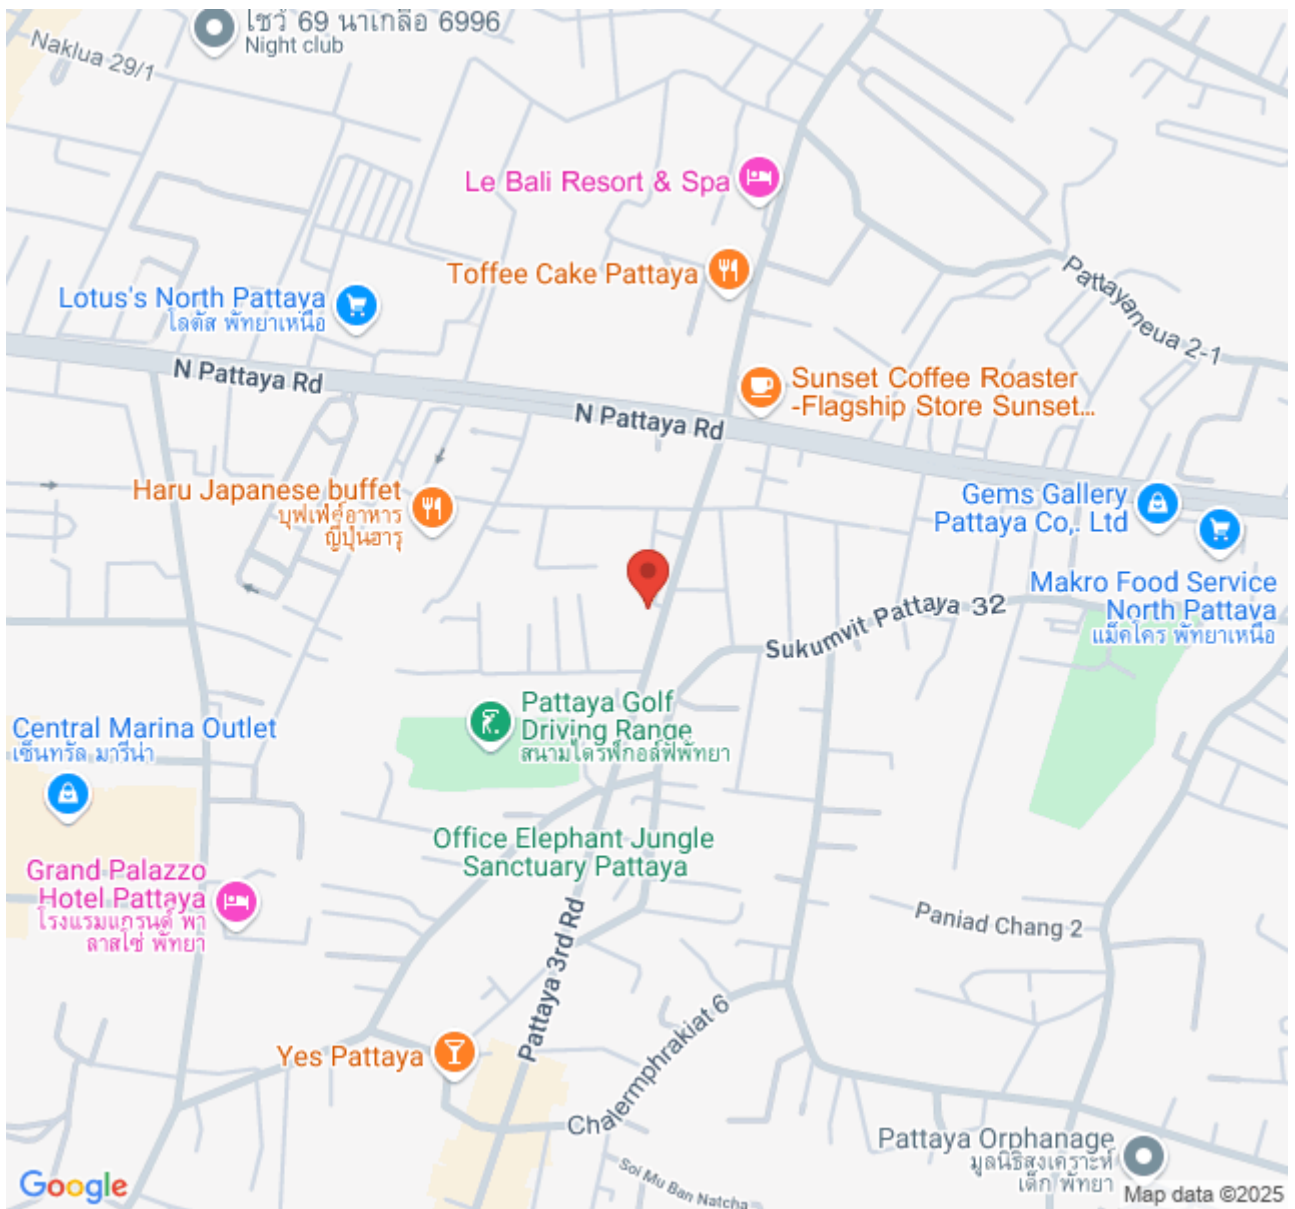 โชว์ 69 นาเกลือ 6996
Night club
Naklua 29/1
Le Bali Resort & Spa
Toffee Cake Pattaya
Pattayaneua 2-1
Lotus's North Pattaya
โลตัส พัทยาเหนือ
N Pattaya Rd
Sunset Coffee Roaster
-Flagship Store Sunset...
N Pattaya Rd
Haru Japanese buffet
บุฟเฟ่ต์อาหาร
ญี่ปุ่นฮารุ
Gems Gallery
Pattaya Co,. Ltd
Makro Food Service
North Pattaya
แม็คโคร พัทยาเหนือ
Sukumvit Pattaya 32
Pattaya Golf
Driving Range
สนามไดรฟ์กอล์ฟพัทยา
Central Marina Outlet
เซ็นทรัล มารีน่า
Office Elephant Jungle
Sanctuary Pattaya
Grand Palazzo
Hotel Pattaya
โรงแรมแกรนด์ พา
ลาสโซ่ พัทยา
Paniad Chang 2
Pattaya 3rd Rd
Yes Pattaya
Chalermphrakiat 6
Pattaya Orphanage
มูลนิธิสงเคราะห์
เด็ก พัทยา
Soi Mu Ban Natcha
Google
Map data ©2025